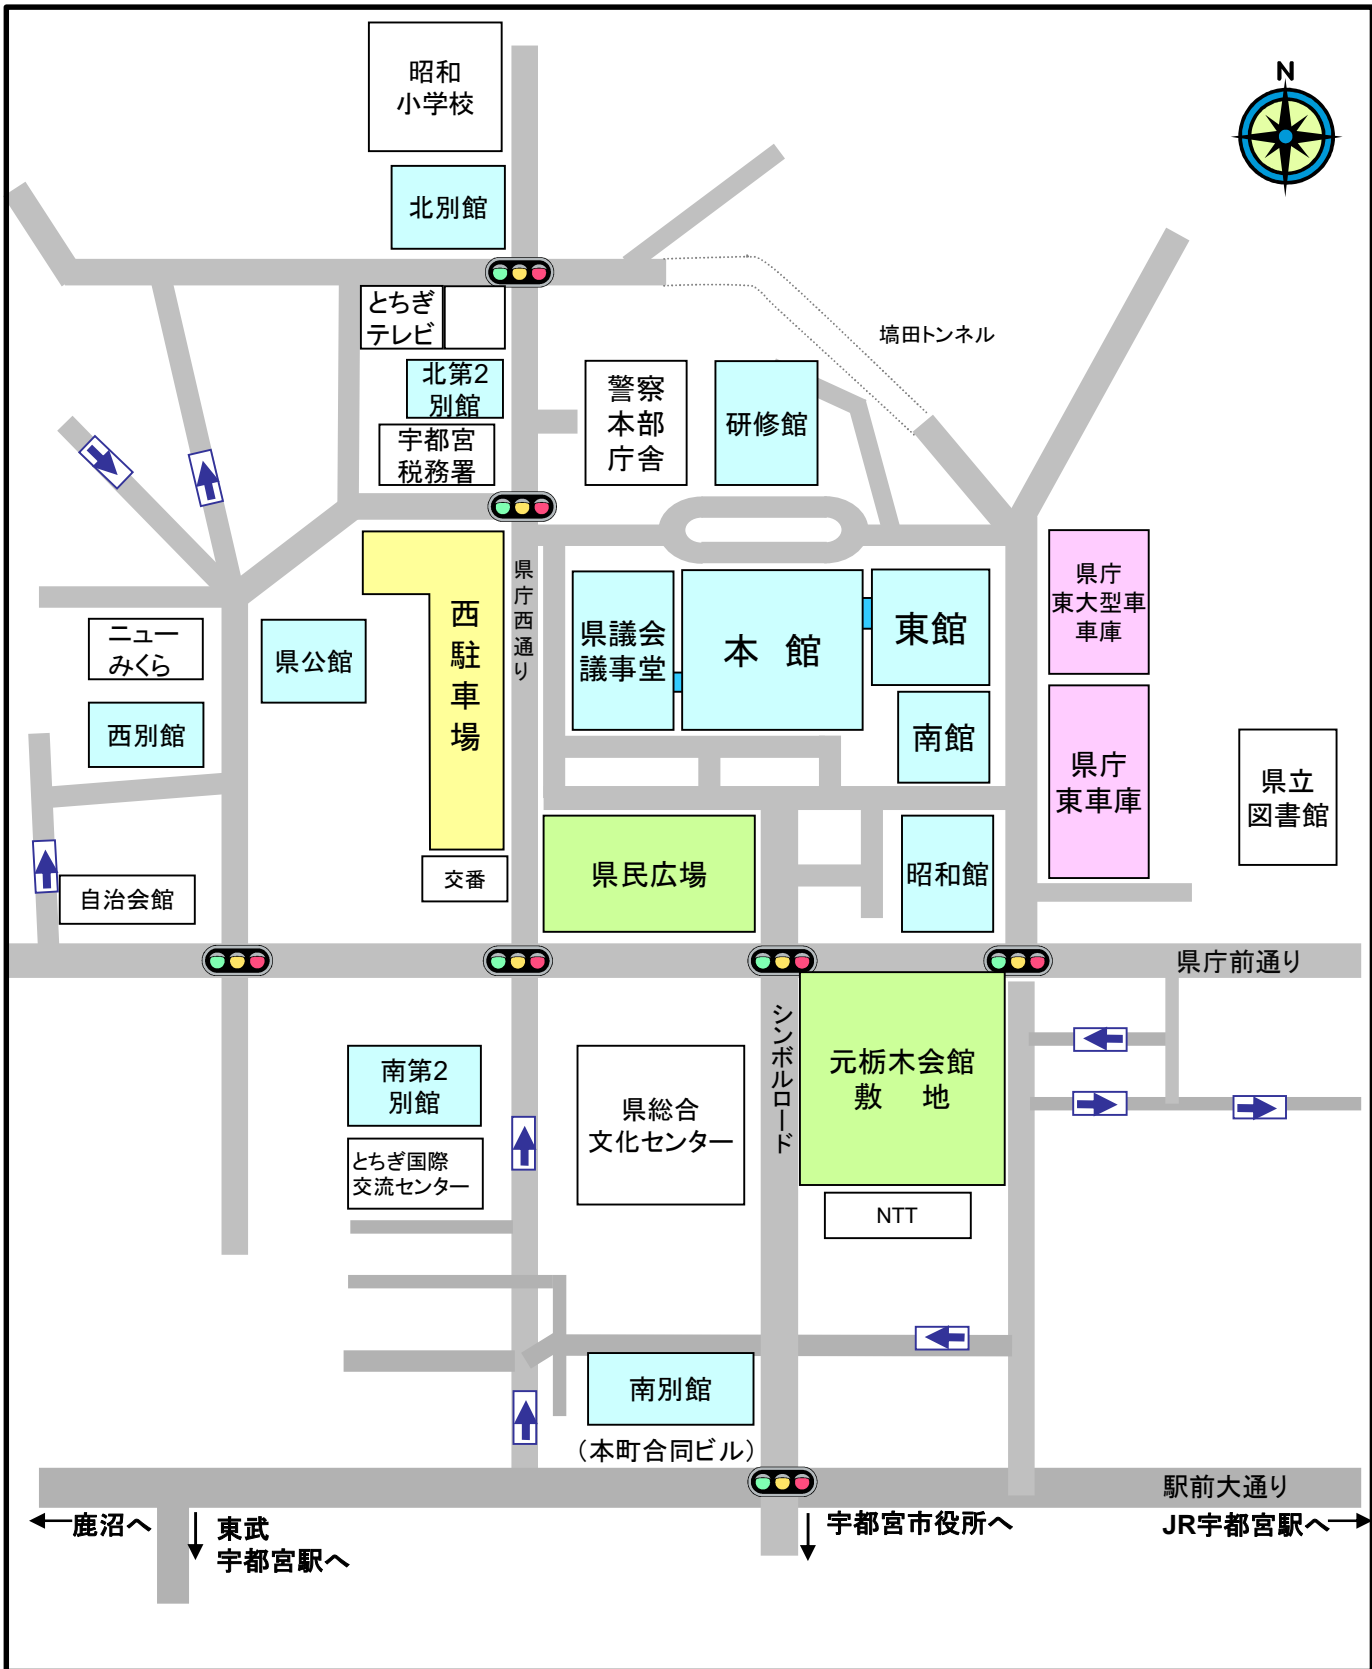 昭和
小学校
N
北別館
とちぎ
テレビ
塙田トンネル
北第2
別館
警察
本部
庁舎
研修館
宇都宮
税務署
県庁西通り
西駐車場
県議会
議事堂
本館
東館
県庁
東大型車
車庫
ニュー
みくら
県公館
西別館
南館
県庁
東車庫
県立
図書館
交番
県民広場
昭和館
自治会館
県庁前通り
シンボルロード
元栃木会館
敷地
南第2
別館
県総合
文化センター
とちぎ国際
交流センター
NTT
南別館
（本町合同ビル）
駅前大通り
鹿沼へ
東武
宇都宮駅へ
宇都宮市役所へ
JR宇都宮駅へ